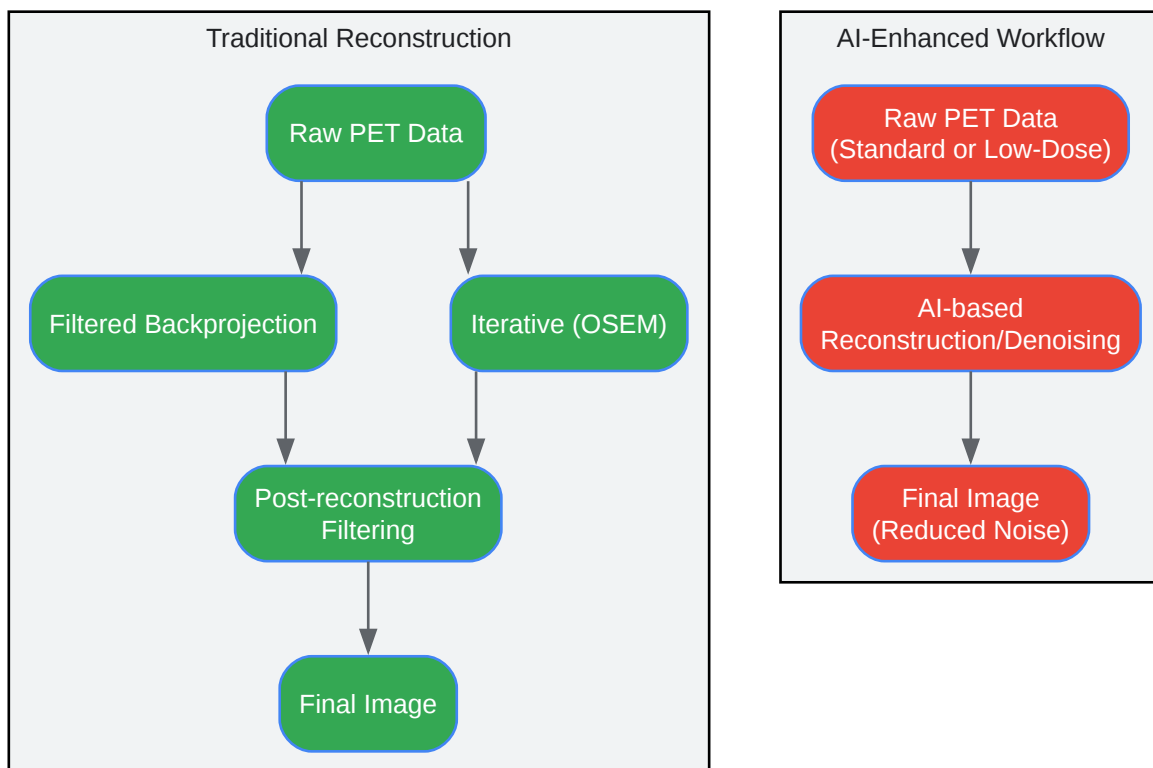 Traditional Reconstruction
Raw PET Data
Filtered Backprojection
Iterative (OSEM)
Post-reconstruction
Filtering
Final Image
AI-Enhanced Workflow
Raw PET Data
(Standard or Low-Dose)
AI-based
Reconstruction/Denoising
Final Image
(Reduced Noise)